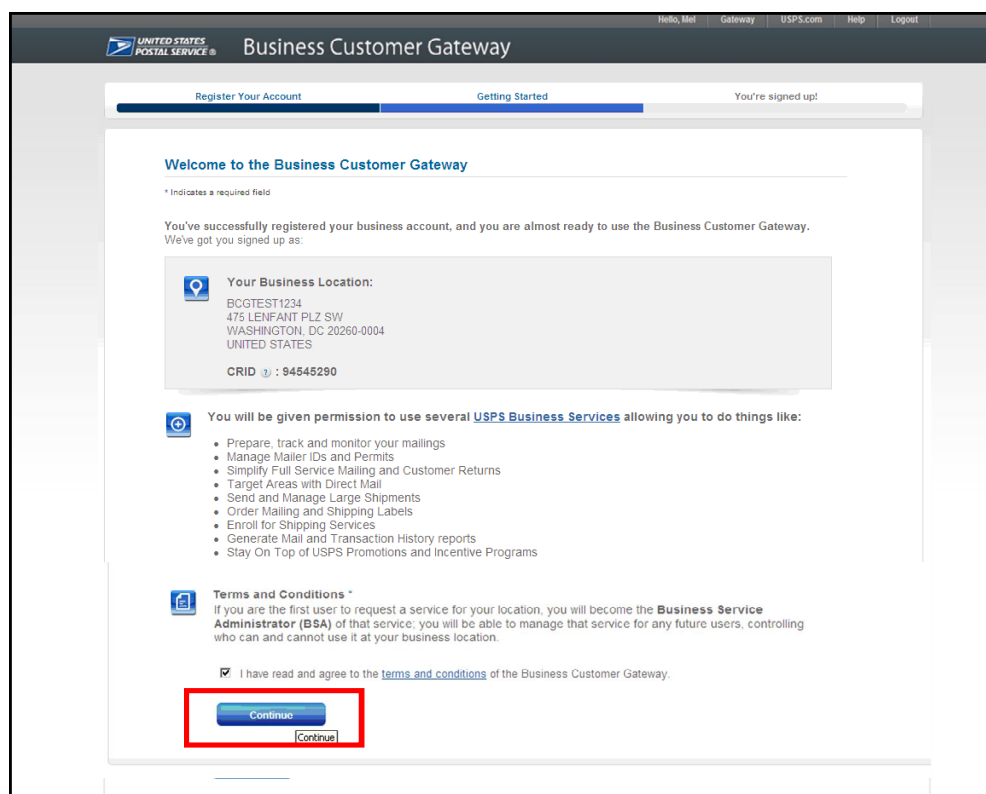 Hello, Mel Gateway USPS.com Help Logout
UNITED STATES
POSTAL SERVICE ®
Business Customer Gateway
Register Your Account Getting Started You're signed up!
Welcome to the Business Customer Gateway
* Indicates a required field
You've successfully registered your business account, and you are almost ready to use the Business Customer Gateway.
We've got you signed up as:
Your Business Location:
BCGTEST1234
475 LENFANT PLZ SW
WASHINGTON, DC 20260-0004
UNITED STATES
CRID ? : 94545290
You will be given permission to use several USPS Business Services allowing you to do things like:
• Prepare, track and monitor your mailings
• Manage Mailer IDs and Permits
• Simplify Full Service Mailing and Customer Returns
• Target Areas with Direct Mail
• Send and Manage Large Shipments
• Order Mailing and Shipping Labels
• Enroll for Shipping Services
• Generate Mail and Transaction History reports
• Stay On Top of USPS Promotions and Incentive Programs
Terms and Conditions *
If you are the first user to request a service for your location, you will become the Business Service
Administrator (BSA) of that service; you will be able to manage that service for any future users, controlling
who can and cannot use it at your business location.
I have read and agree to the terms and conditions of the Business Customer Gateway.
Continue
Continue